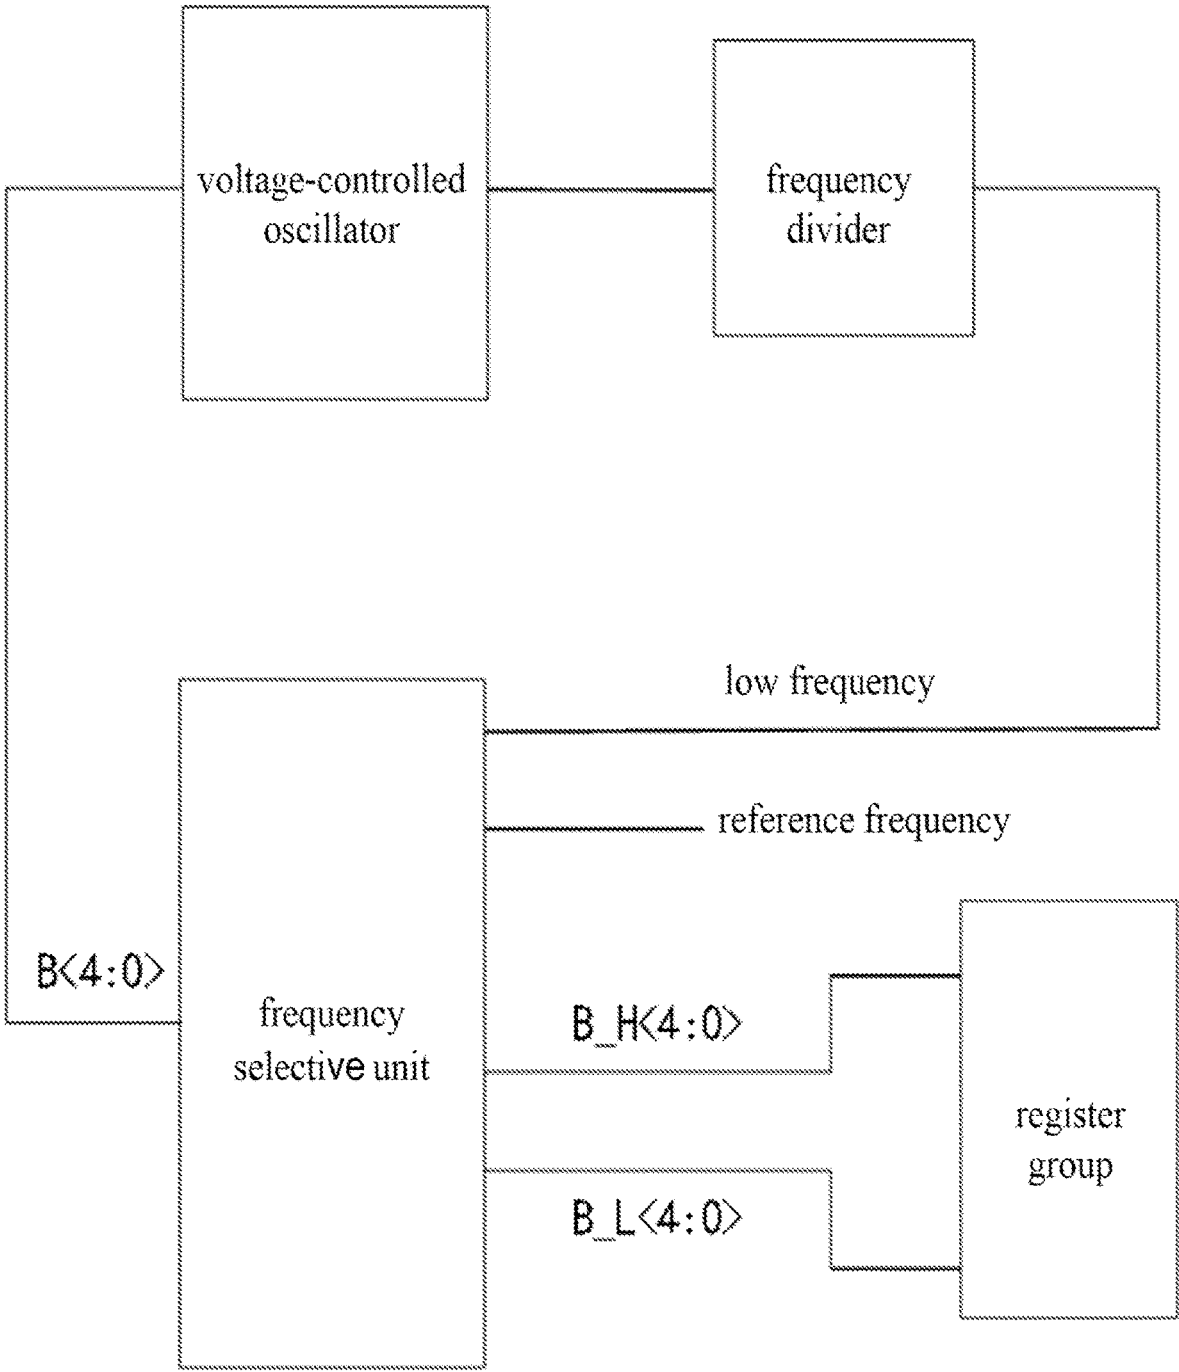 voltage-controlled
oscillator
frequency
divider
low frequency
reference frequency
B<4:0>
frequency
selective unit
B_H<4:0>
B_L<4:0>
register
group